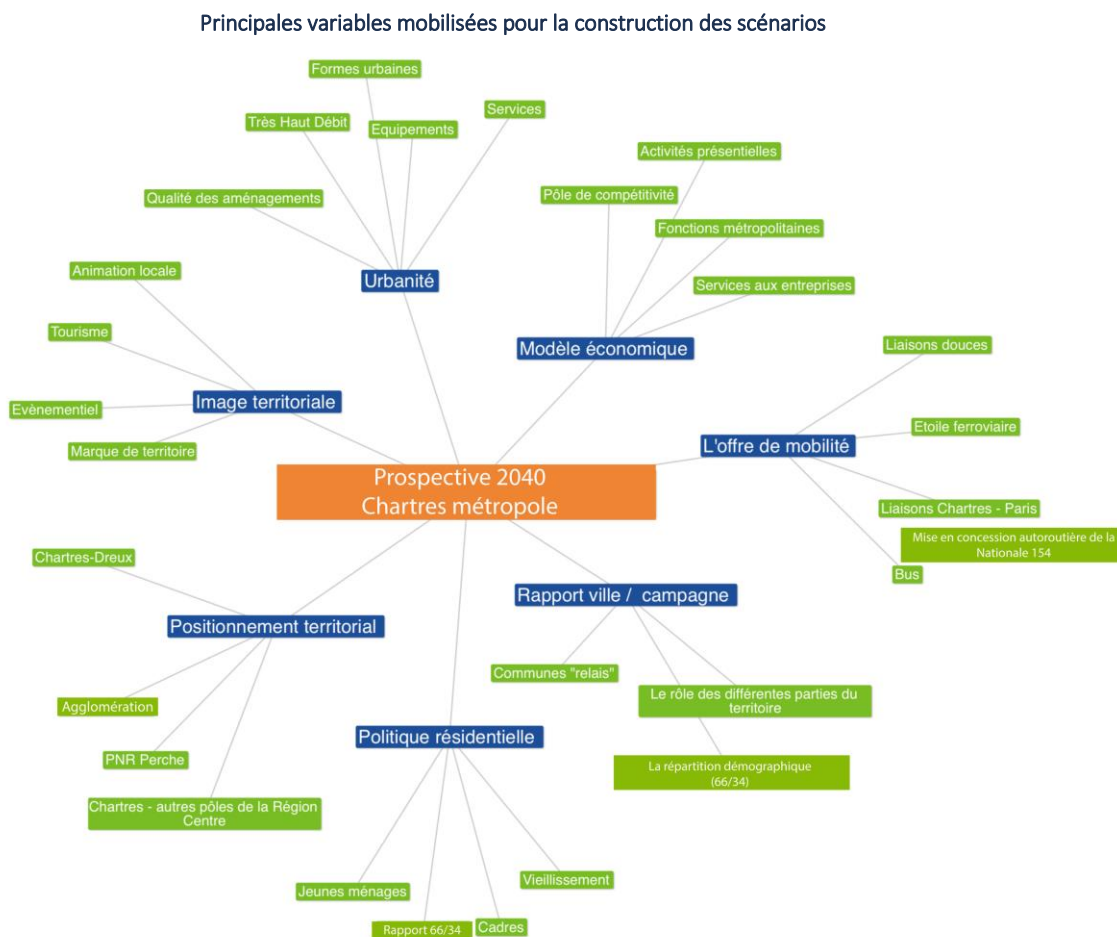 Principales variables mobilisées pour la construction des scénarios
Formes urbaines
Très Haut Débit
Equipements
Services
Qualité des aménagements
Urbanité
Activités présentielles
Pôle de compétitivité
Fonctions métropolitaines
Services aux entreprises
Modèle économique
Animation locale
Tourisme
Evènementiel
Marque de territoire
Image territoriale
Liaisons douces
Etoile ferroviaire
L'offre de mobilité
Liaisons Chartres - Paris
Mise en concession autoroutière de la
Nationale 154
Bus
Prospective 2040
Chartres métropole
Chartres-Dreux
Positionnement territorial
Agglomération
PNR Perche
Chartres - autres pôles de la Région
Centre
Rapport ville / campagne
Communes "relais"
Le rôle des différentes parties du
territoire
La répartition démographique
(66/34)
Politique résidentielle
Jeunes ménages
Rapport 66/34
Cadres
Vieillissement